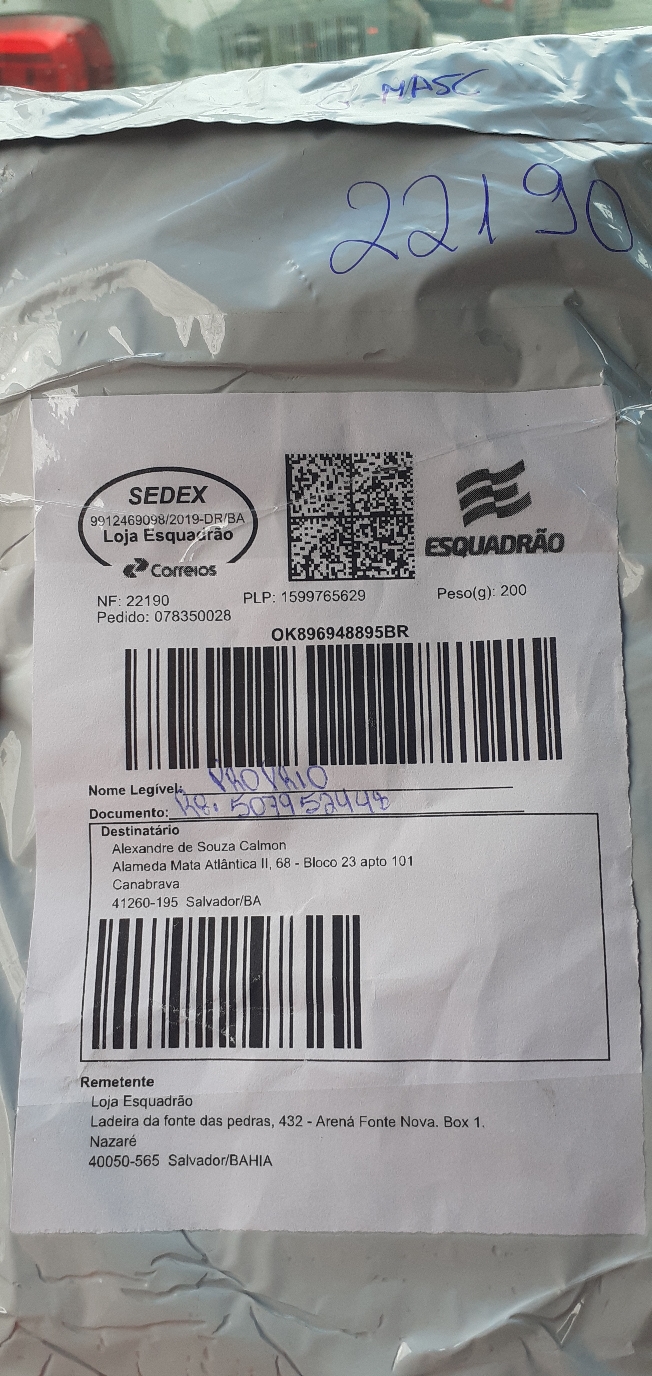 MASC
22190
SEDEX
9912469098/2019-DR/BA
Loja Esquadrão
Correios
ESQUADRÃO
NF: 22190 PLP: 1599765629 Peso(g): 200
Pedido: 078350028
OK896948895BR
Nome Legível: PROPRIO
Documento: RG: 507952448
Destinatário
Alexandre de Souza Calmon
Alameda Mata Atlântica II, 68 - Bloco 23 apto 101
Canabrava
41260-195 Salvador/BA
Remetente
Loja Esquadrão
Ladeira da fonte das pedras, 432 - Arená Fonte Nova. Box 1.
Nazaré
40050-565 Salvador/BAHIA